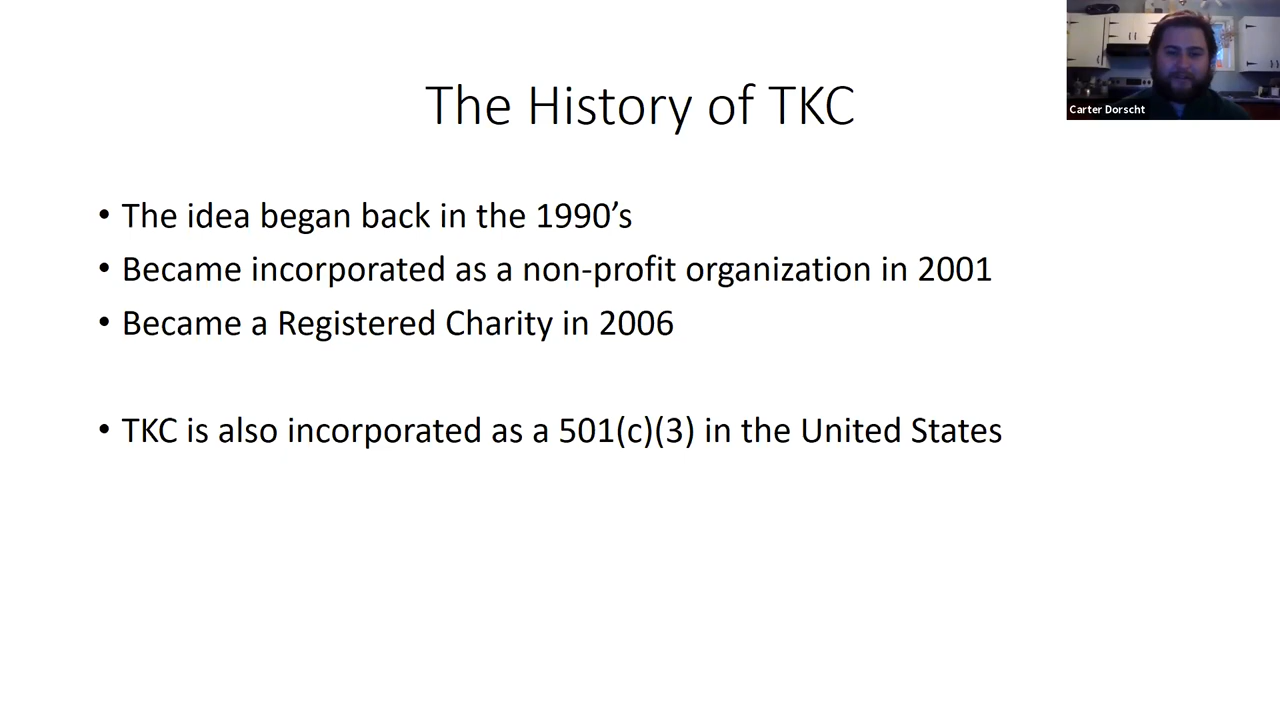 The History of TKC
Carter Dorscht
• The idea began back in the 1990’s
• Became incorporated as a non-profit organization in 2001
• Became a Registered Charity in 2006
• TKC is also incorporated as a 501(c)(3) in the United States